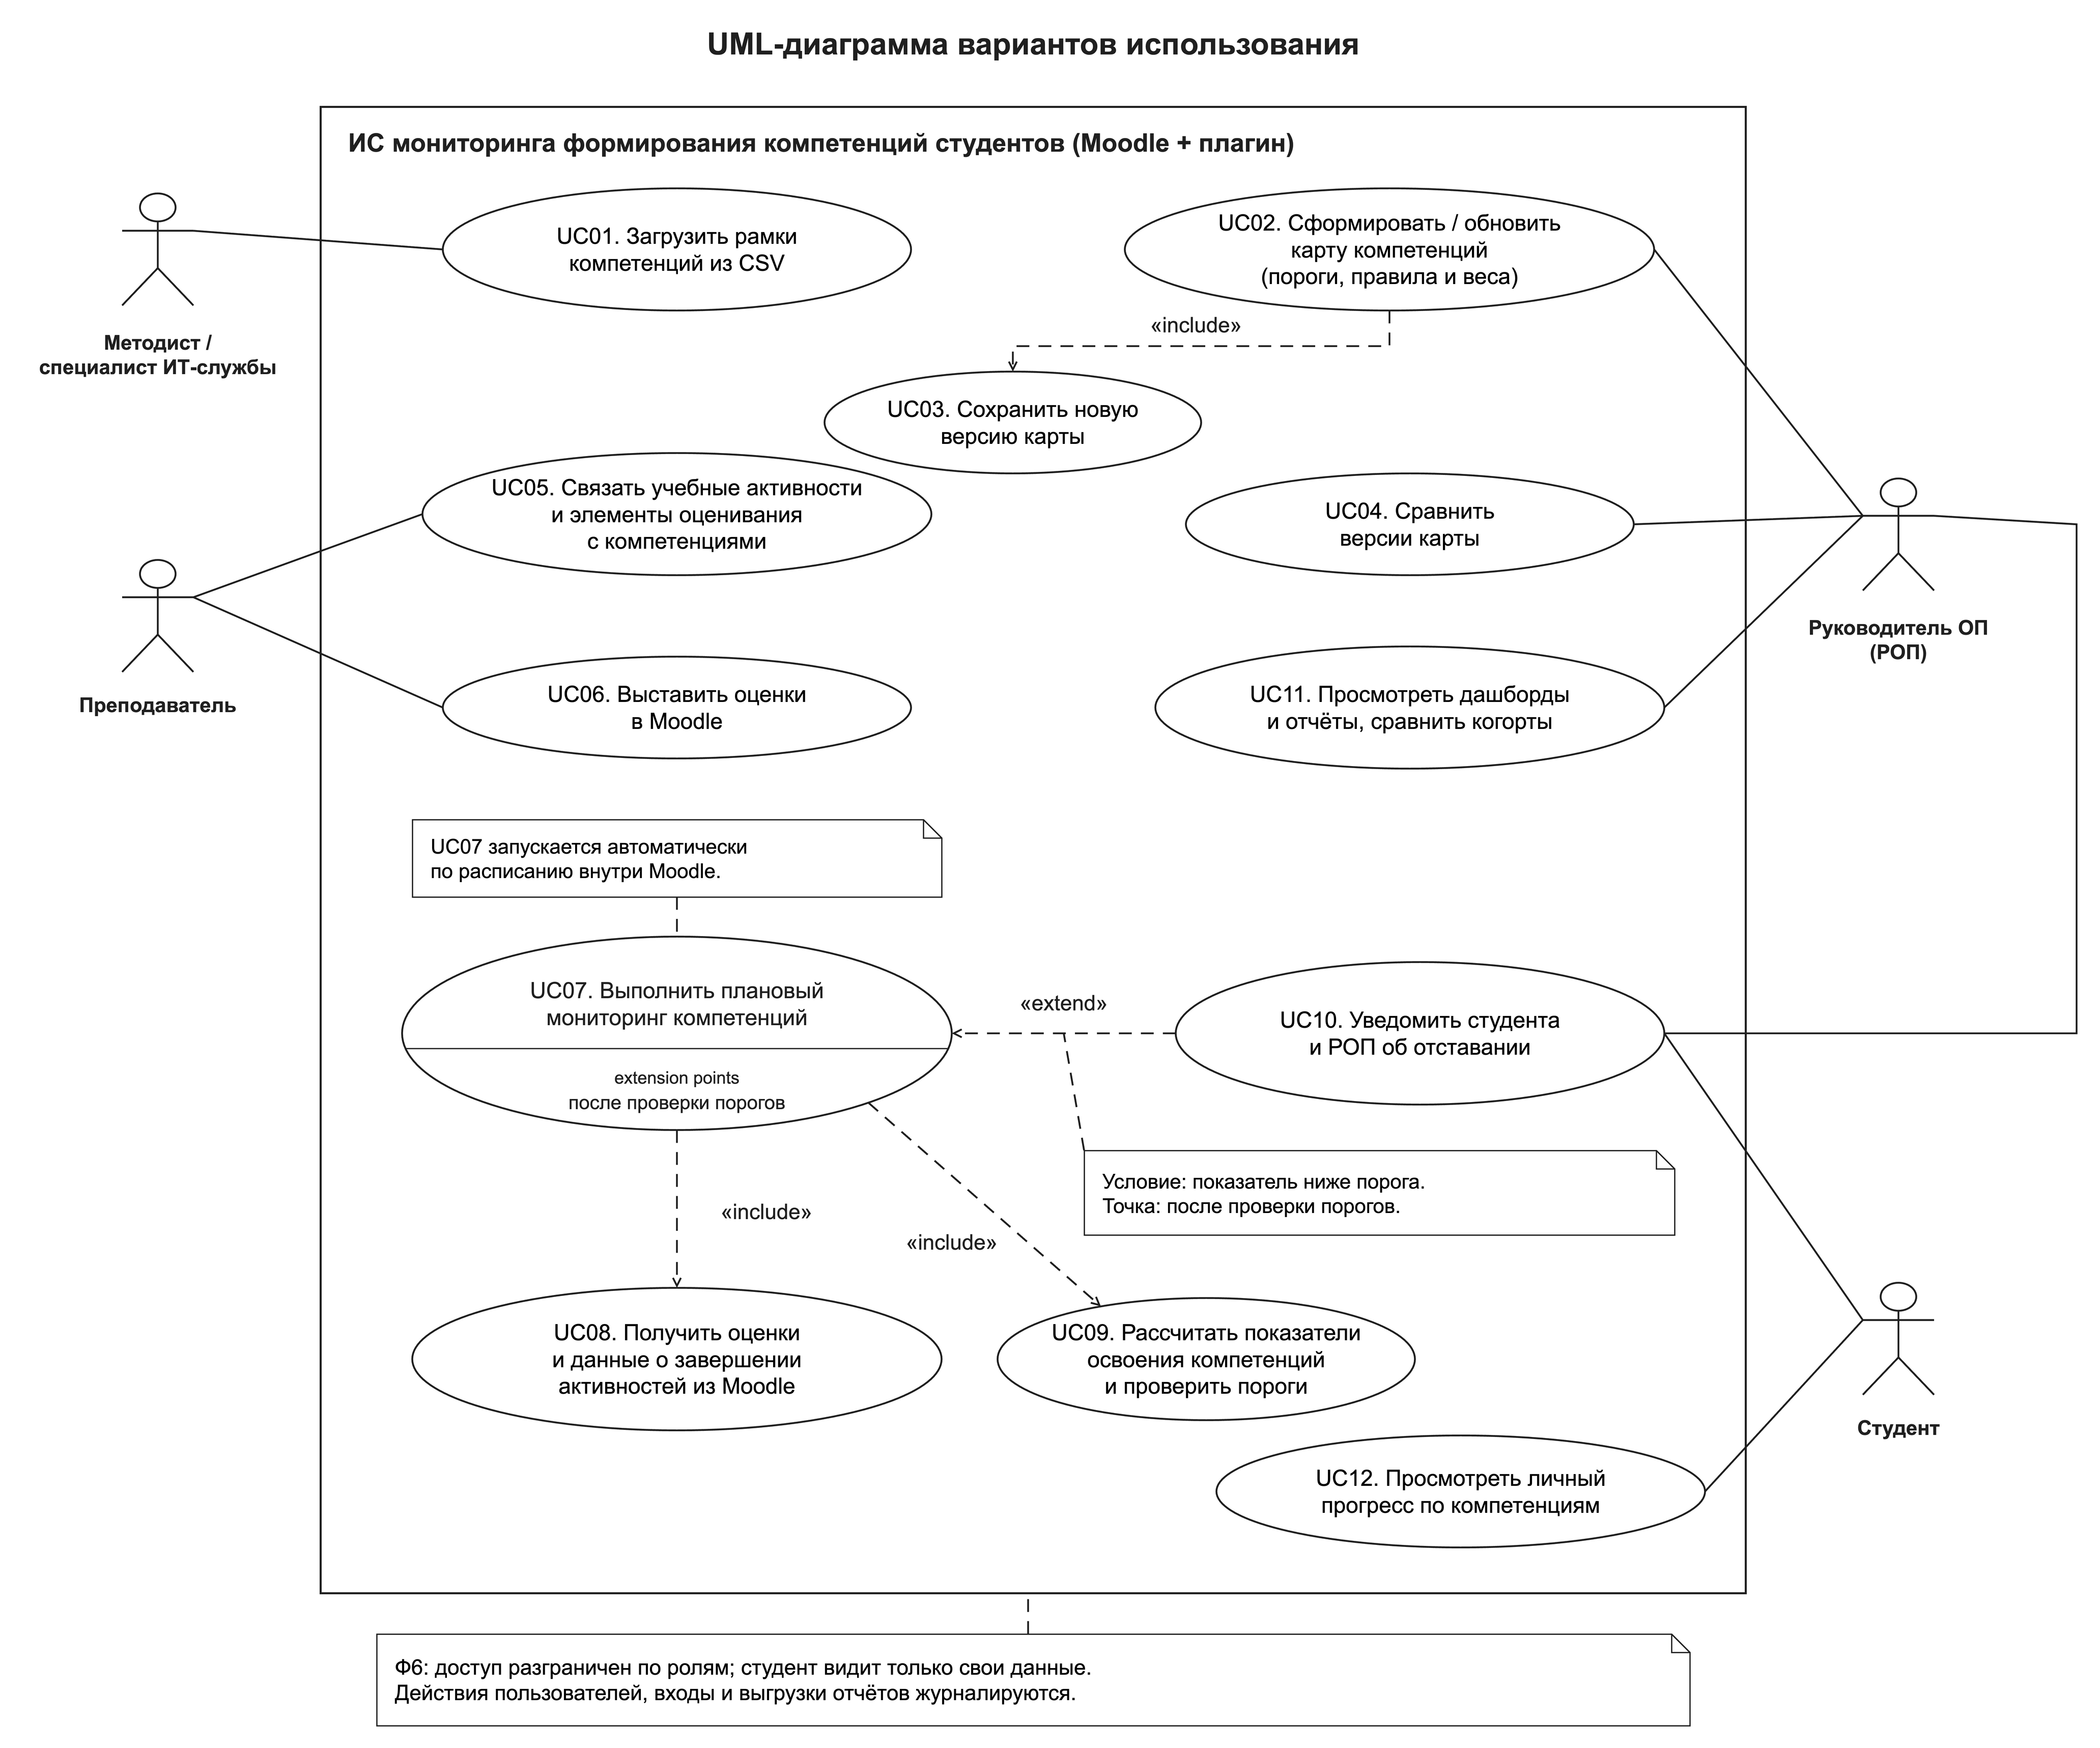 UML-диаграмма вариантов использования
ИС мониторинга формирования компетенций студентов (Moodle + плагин)
UC01. Загрузить рамки
компетенций из CSV
UC02. Сформировать / обновить
карту компетенций
(пороги, правила и веса)
Методист /
специалист ИТ-службы
«include»
UC03. Сохранить новую
версию карты
UC05. Связать учебные активности
и элементы оценивания
с компетенциями
UC04. Сравнить
версии карты
Руководитель ОП
(РОП)
Преподаватель
UC06. Выставить оценки
в Moodle
UC11. Просмотреть дашборды
и отчёты, сравнить когорты
UC07 запускается автоматически
по расписанию внутри Moodle.
UC07. Выполнить плановый
мониторинг компетенций
extension points
после проверки порогов
«extend»
UC10. Уведомить студента
и РОП об отставании
Условие: показатель ниже порога.
Точка: после проверки порогов.
«include»
«include»
UC08. Получить оценки
и данные о завершении
активностей из Moodle
UC09. Рассчитать показатели
освоения компетенций
и проверить пороги
Студент
UC12. Просмотреть личный
прогресс по компетенциям
Ф6: доступ разграничен по ролям; студент видит только свои данные.
Действия пользователей, входы и выгрузки отчётов журналируются.